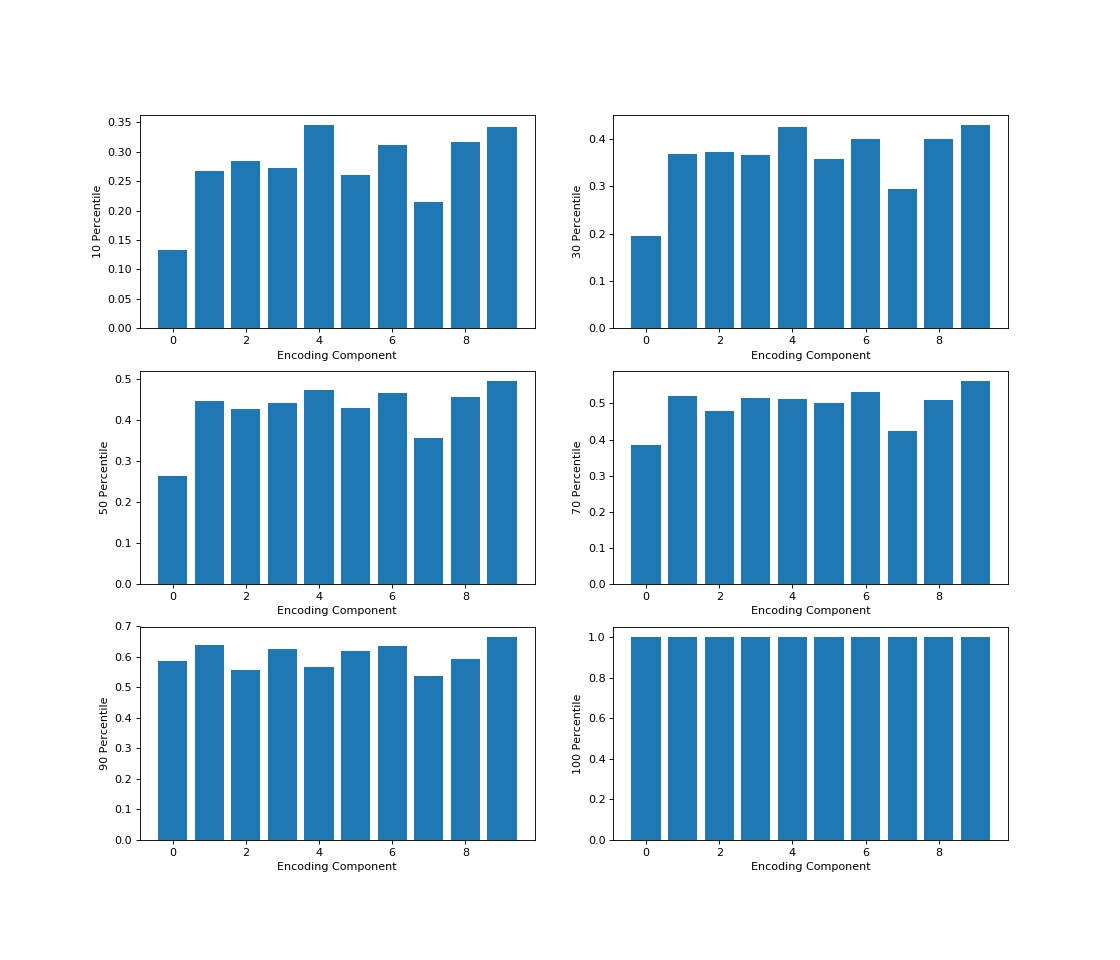 10 Percentile
0.35
0.30
0.25
0.20
0.15
0.10
0.05
0.00
0 2 4 6 8
Encoding Component
30 Percentile
0.4
0.3
0.2
0.1
0.0
0 2 4 6 8
Encoding Component
50 Percentile
0.5
0.4
0.3
0.2
0.1
0.0
0 2 4 6 8
Encoding Component
70 Percentile
0.5
0.4
0.3
0.2
0.1
0.0
0 2 4 6 8
Encoding Component
90 Percentile
0.7
0.6
0.5
0.4
0.3
0.2
0.1
0.0
0 2 4 6 8
Encoding Component
100 Percentile
1.0
0.8
0.6
0.4
0.2
0.0
0 2 4 6 8
Encoding Component